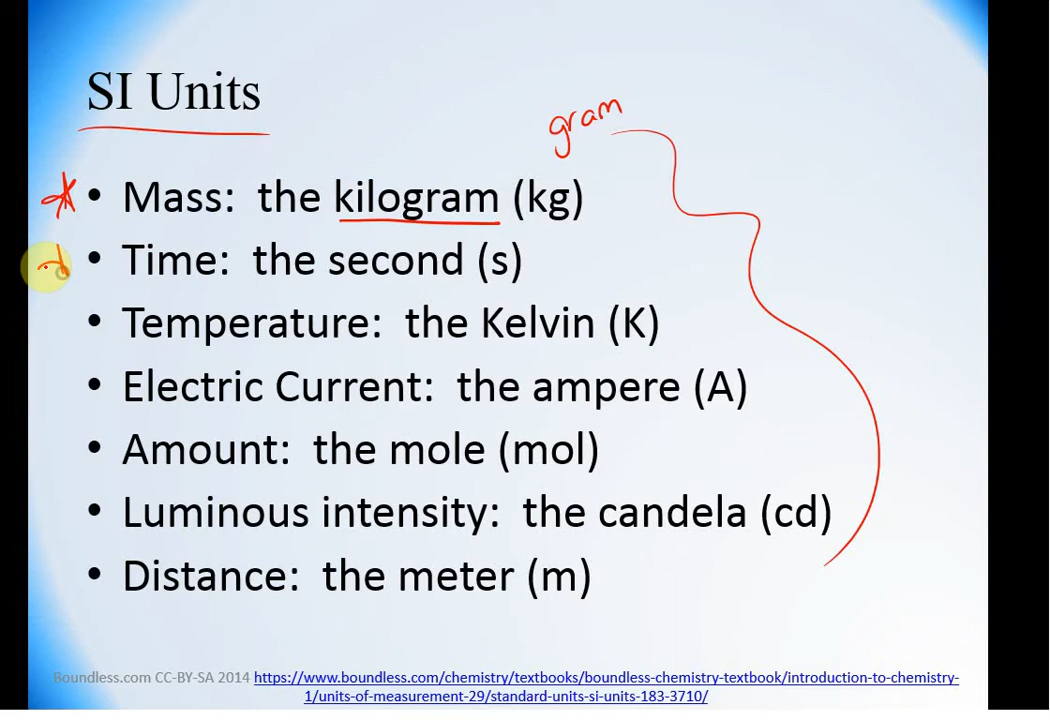 SI Units
gram
• Mass: the kilogram (kg)
• Time: the second (s)
• Temperature: the Kelvin (K)
• Electric Current: the ampere (A)
• Amount: the mole (mol)
• Luminous intensity: the candela (cd)
• Distance: the meter (m)
Boundless.com CC-BY-SA 2014 https://www.boundless.com/chemistry/textbooks/boundless-chemistry-textbook/introduction-to-chemistry-
1/units-of-measurement-29/standard-units-si-units-183-3710/